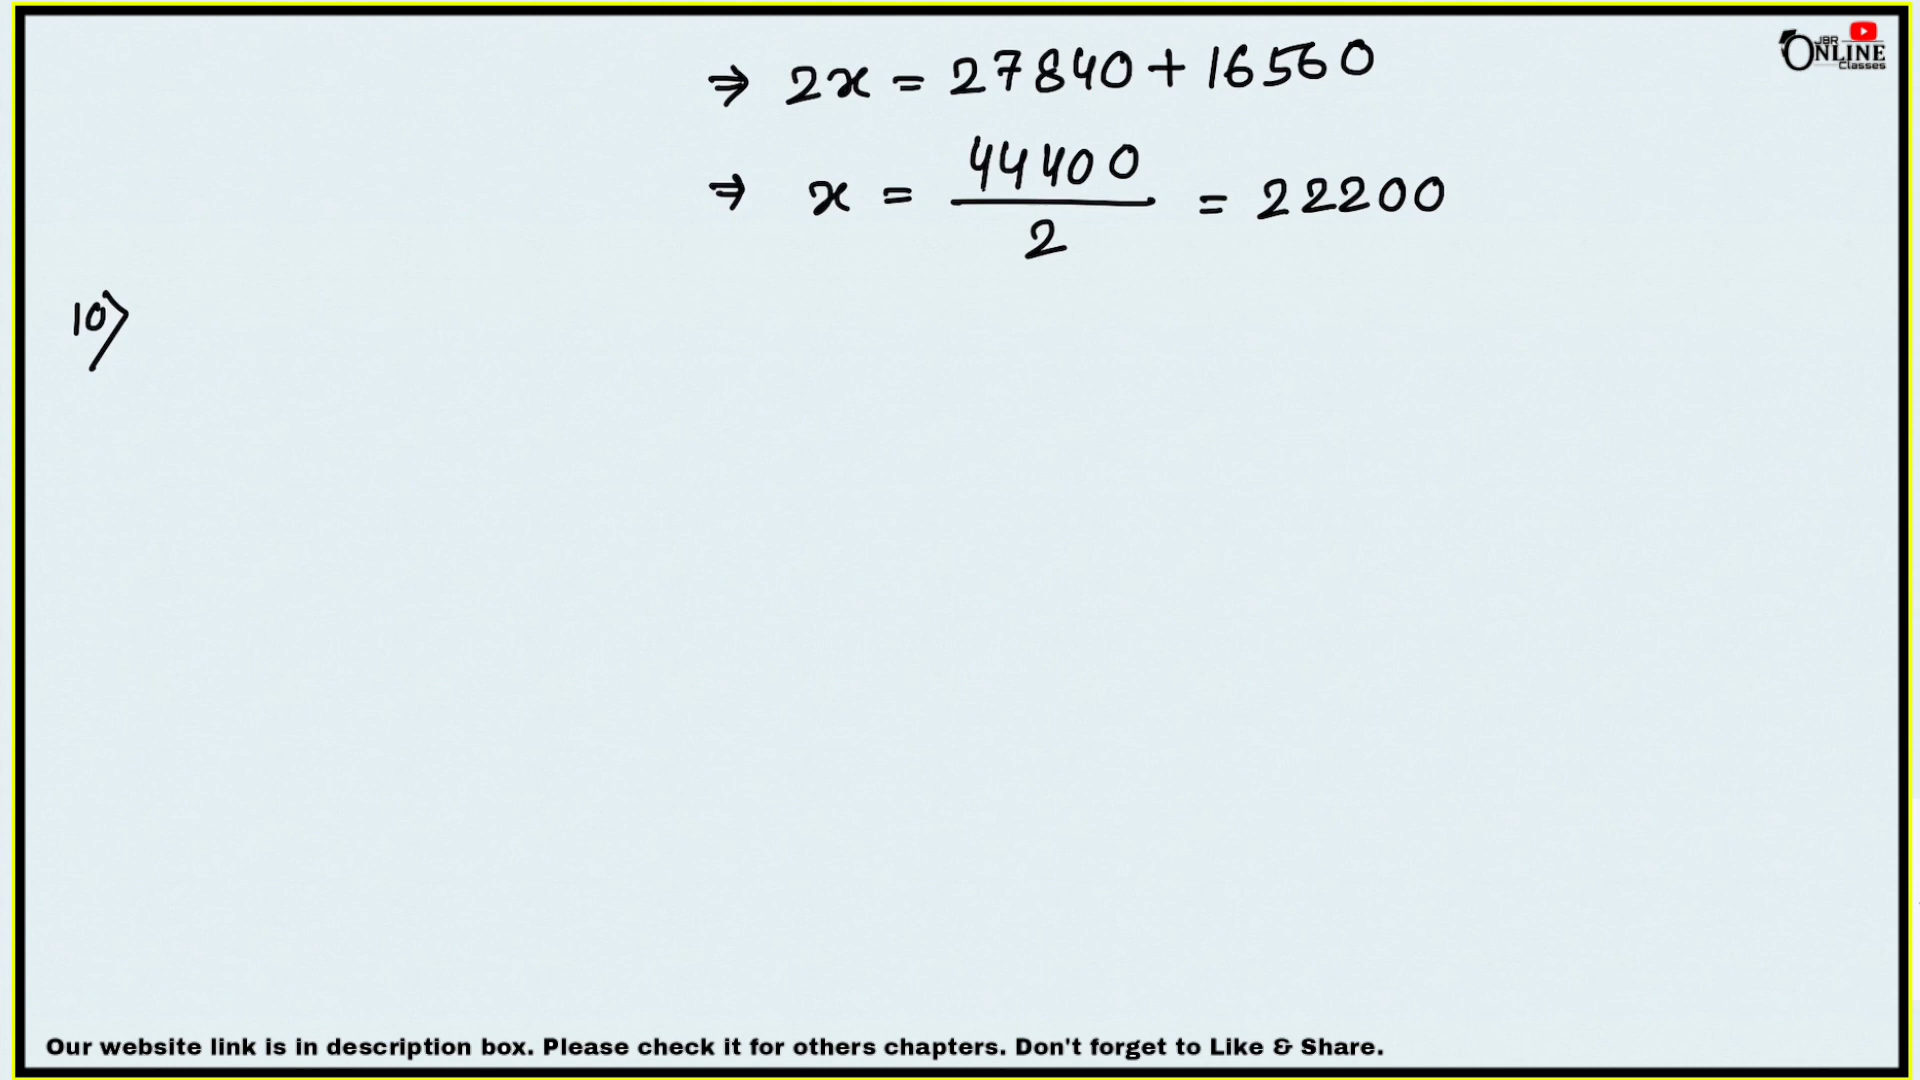 ⇒ 2x = 27840 + 16560
⇒ x = 44400/2 = 22200
10)
JBR
ONLINE
Classes
Our website link is in description box. Please check it for others chapters. Don't forget to Like & Share.